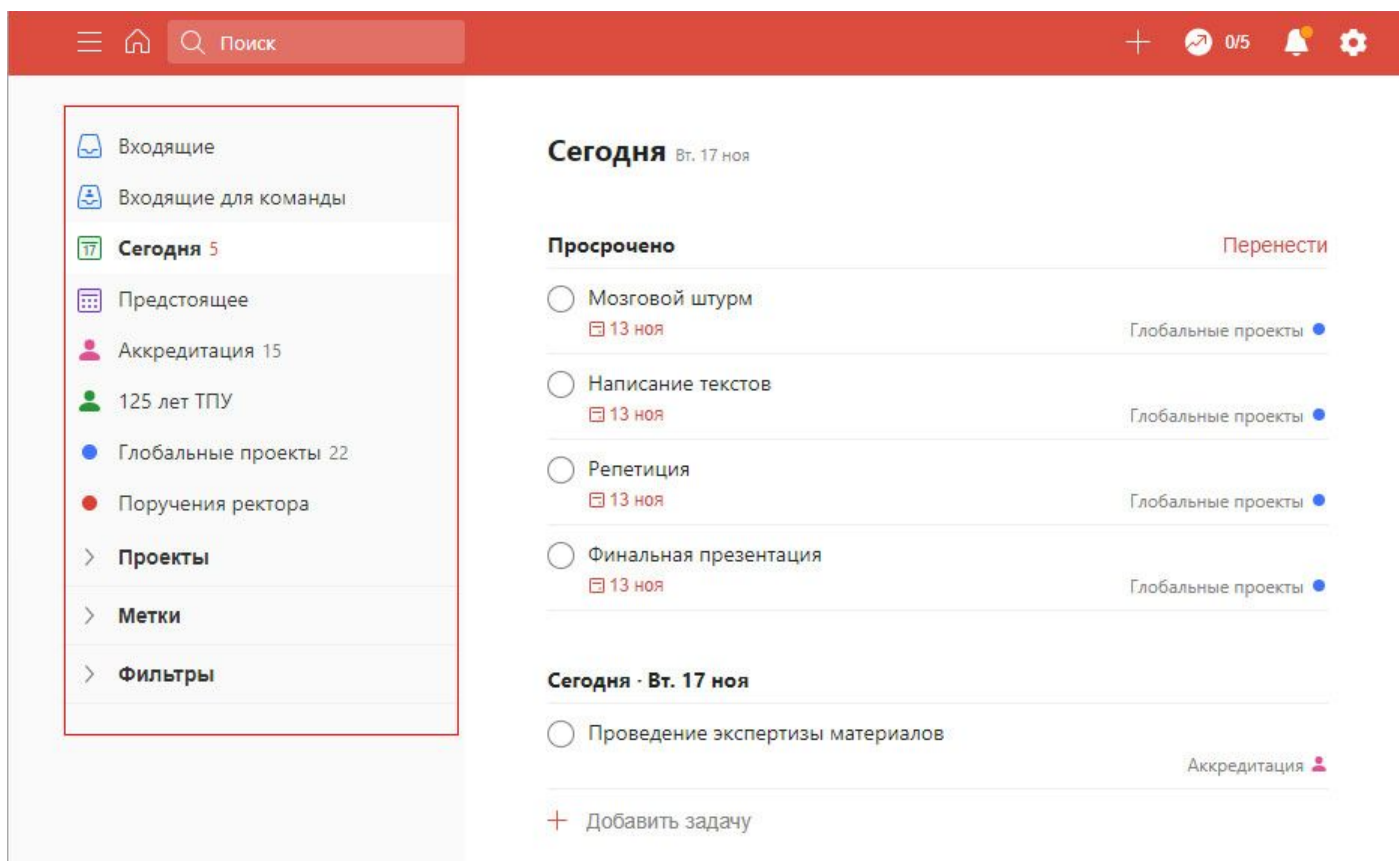 Поиск
0/5
Входящие
Входящие для команды
17 Сегодня 5
Предстоящее
Аккредитация 15
125 лет ТПУ
Глобальные проекты 22
Поручения ректора
Проекты
Метки
Фильтры
Сегодня Вт. 17 ноя
Просрочено Перенести
Мозговой штурм
13 ноя Глобальные проекты
Написание текстов
13 ноя Глобальные проекты
Репетиция
13 ноя Глобальные проекты
Финальная презентация
13 ноя Глобальные проекты
Сегодня · Вт. 17 ноя
Проведение экспертизы материалов
Аккредитация
+ Добавить задачу